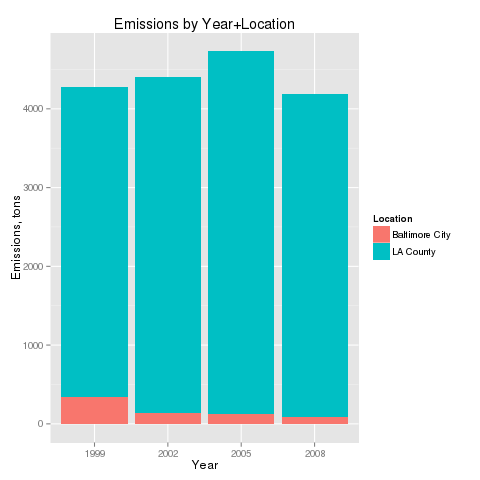 Emissions by Year+Location
4000
3000
2000
1000
0
Emissions, tons
1999 2002 2005 2008
Year
Location
Baltimore City
LA County